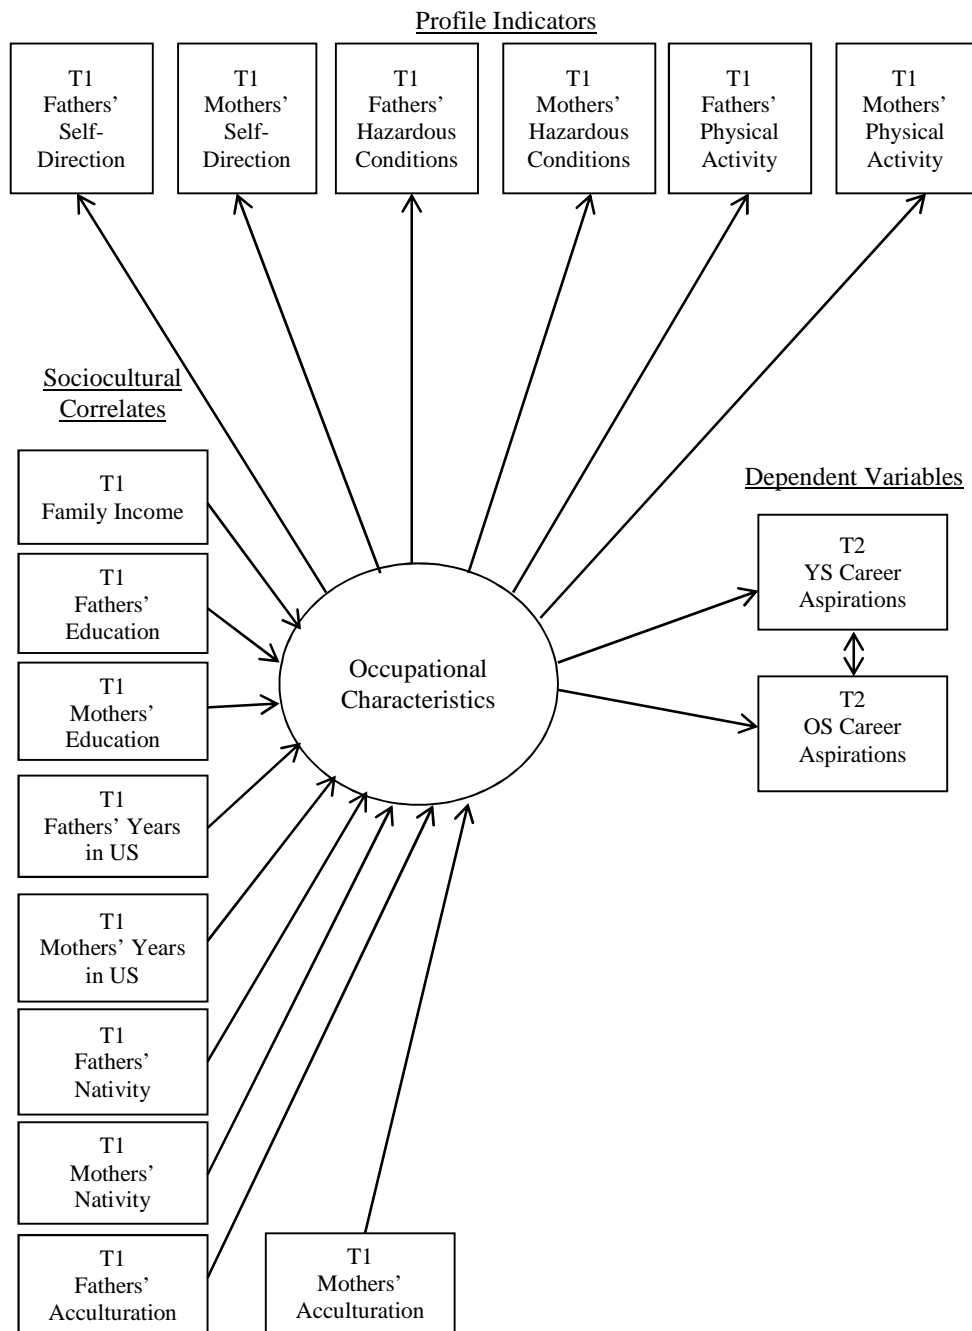 Profile Indicators
T1
Fathers’
Self-
Direction
T1
Mothers’
Self-
Direction
T1
Fathers’
Hazardous
Conditions
T1
Mothers’
Hazardous
Conditions
T1
Fathers’
Physical
Activity
T1
Mothers’
Physical
Activity
Sociocultural
Correlates
T1
Family Income
T1
Fathers’
Education
T1
Mothers’
Education
T1
Fathers’ Years
in US
T1
Mothers’ Years
in US
T1
Fathers’
Nativity
T1
Mothers’
Nativity
T1
Fathers’
Acculturation
T1
Mothers’
Acculturation
Occupational
Characteristics
Dependent Variables
T2
YS Career
Aspirations
T2
OS Career
Aspirations